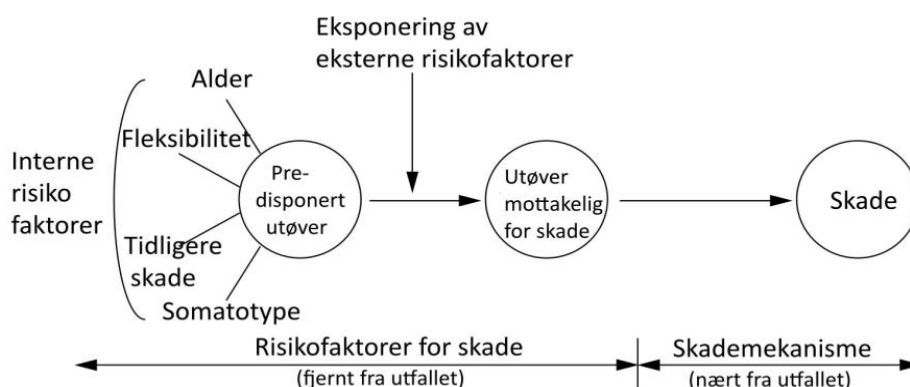 Eksponering av
eksterne risikofaktorer
Interne
risiko
faktorer
Alder
Fleksibilitet
Tidligere
skade
Somatotype
Pre-
disponert
utøver
Utøver
mottakelig
for skade
Skade
Risikofaktorer for skade
(fjernt fra utfallet)
Skademekanisme
(nært fra utfallet)